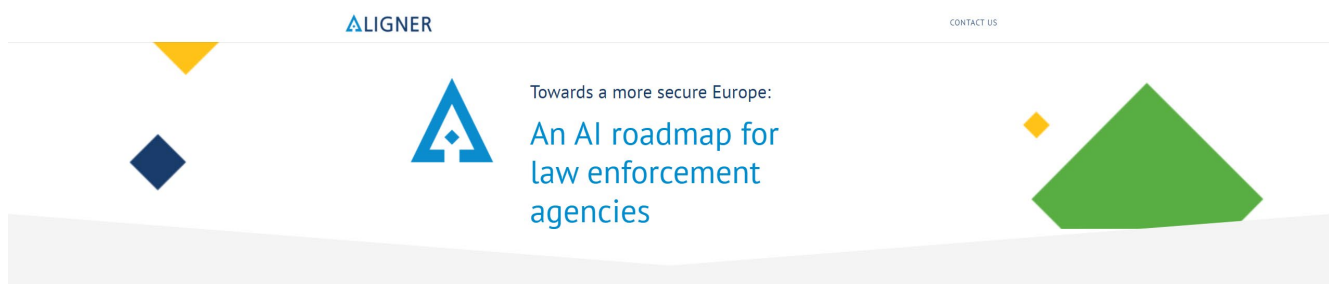 ALIGNER
CONTACT US
Towards a more secure Europe:
An AI roadmap for
law enforcement
agencies